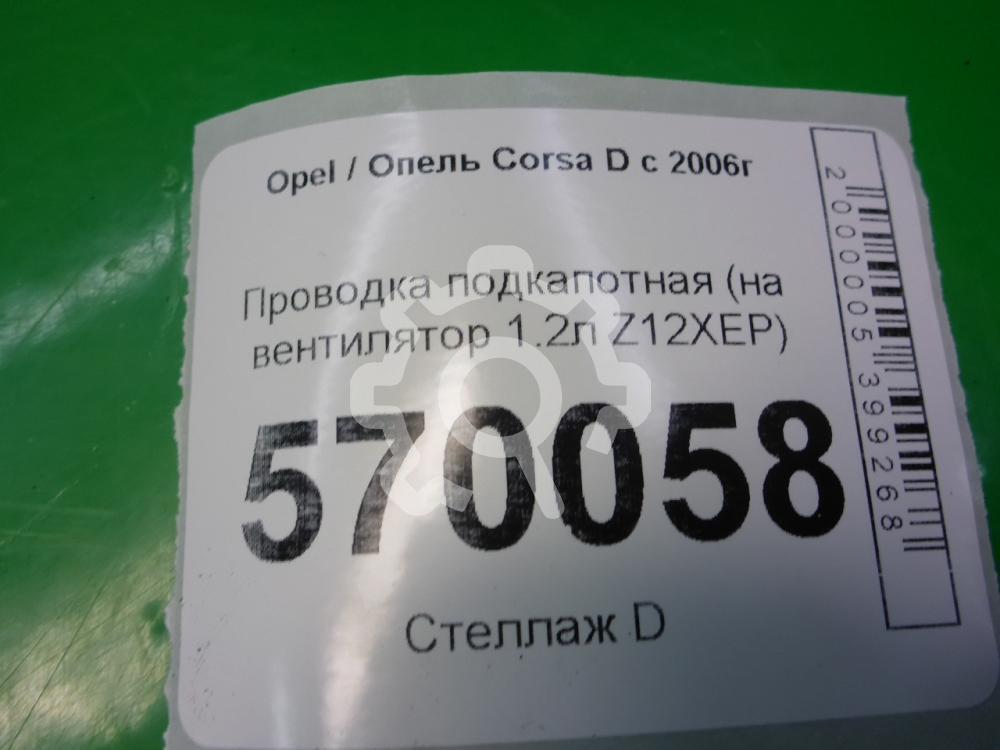 Opel / Опель Corsa D с 2006г
Проводка подкапотная (на
вентилятор 1.2л Z12XEP)
570058
Стеллаж D
2000005399268